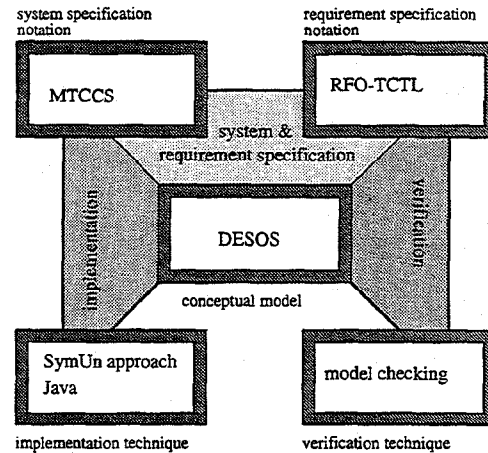 system specification
notation
requirement specification
notation
MTCCS
RFO-TCTL
system &
requirement specification
implementation
verification
DESOS
conceptual model
SymUn approach
Java
model checking
implementation technique
verification technique